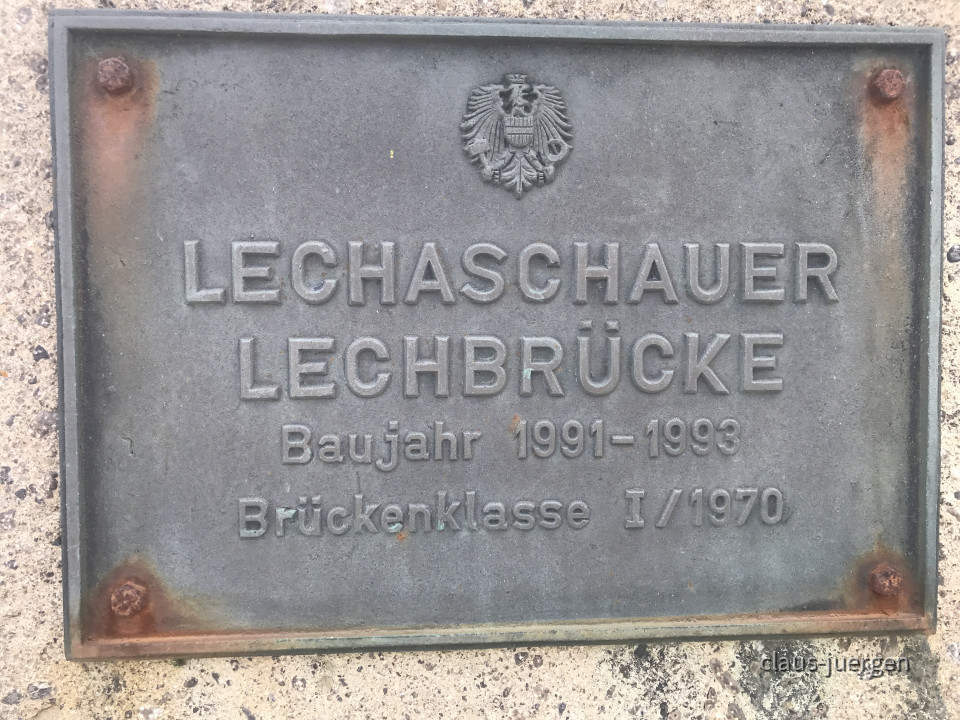 LECHASCHAUER
LECHBRÜCKE
Baujahr 1991-1993
Brückenklasse I/1970
claus-juergen